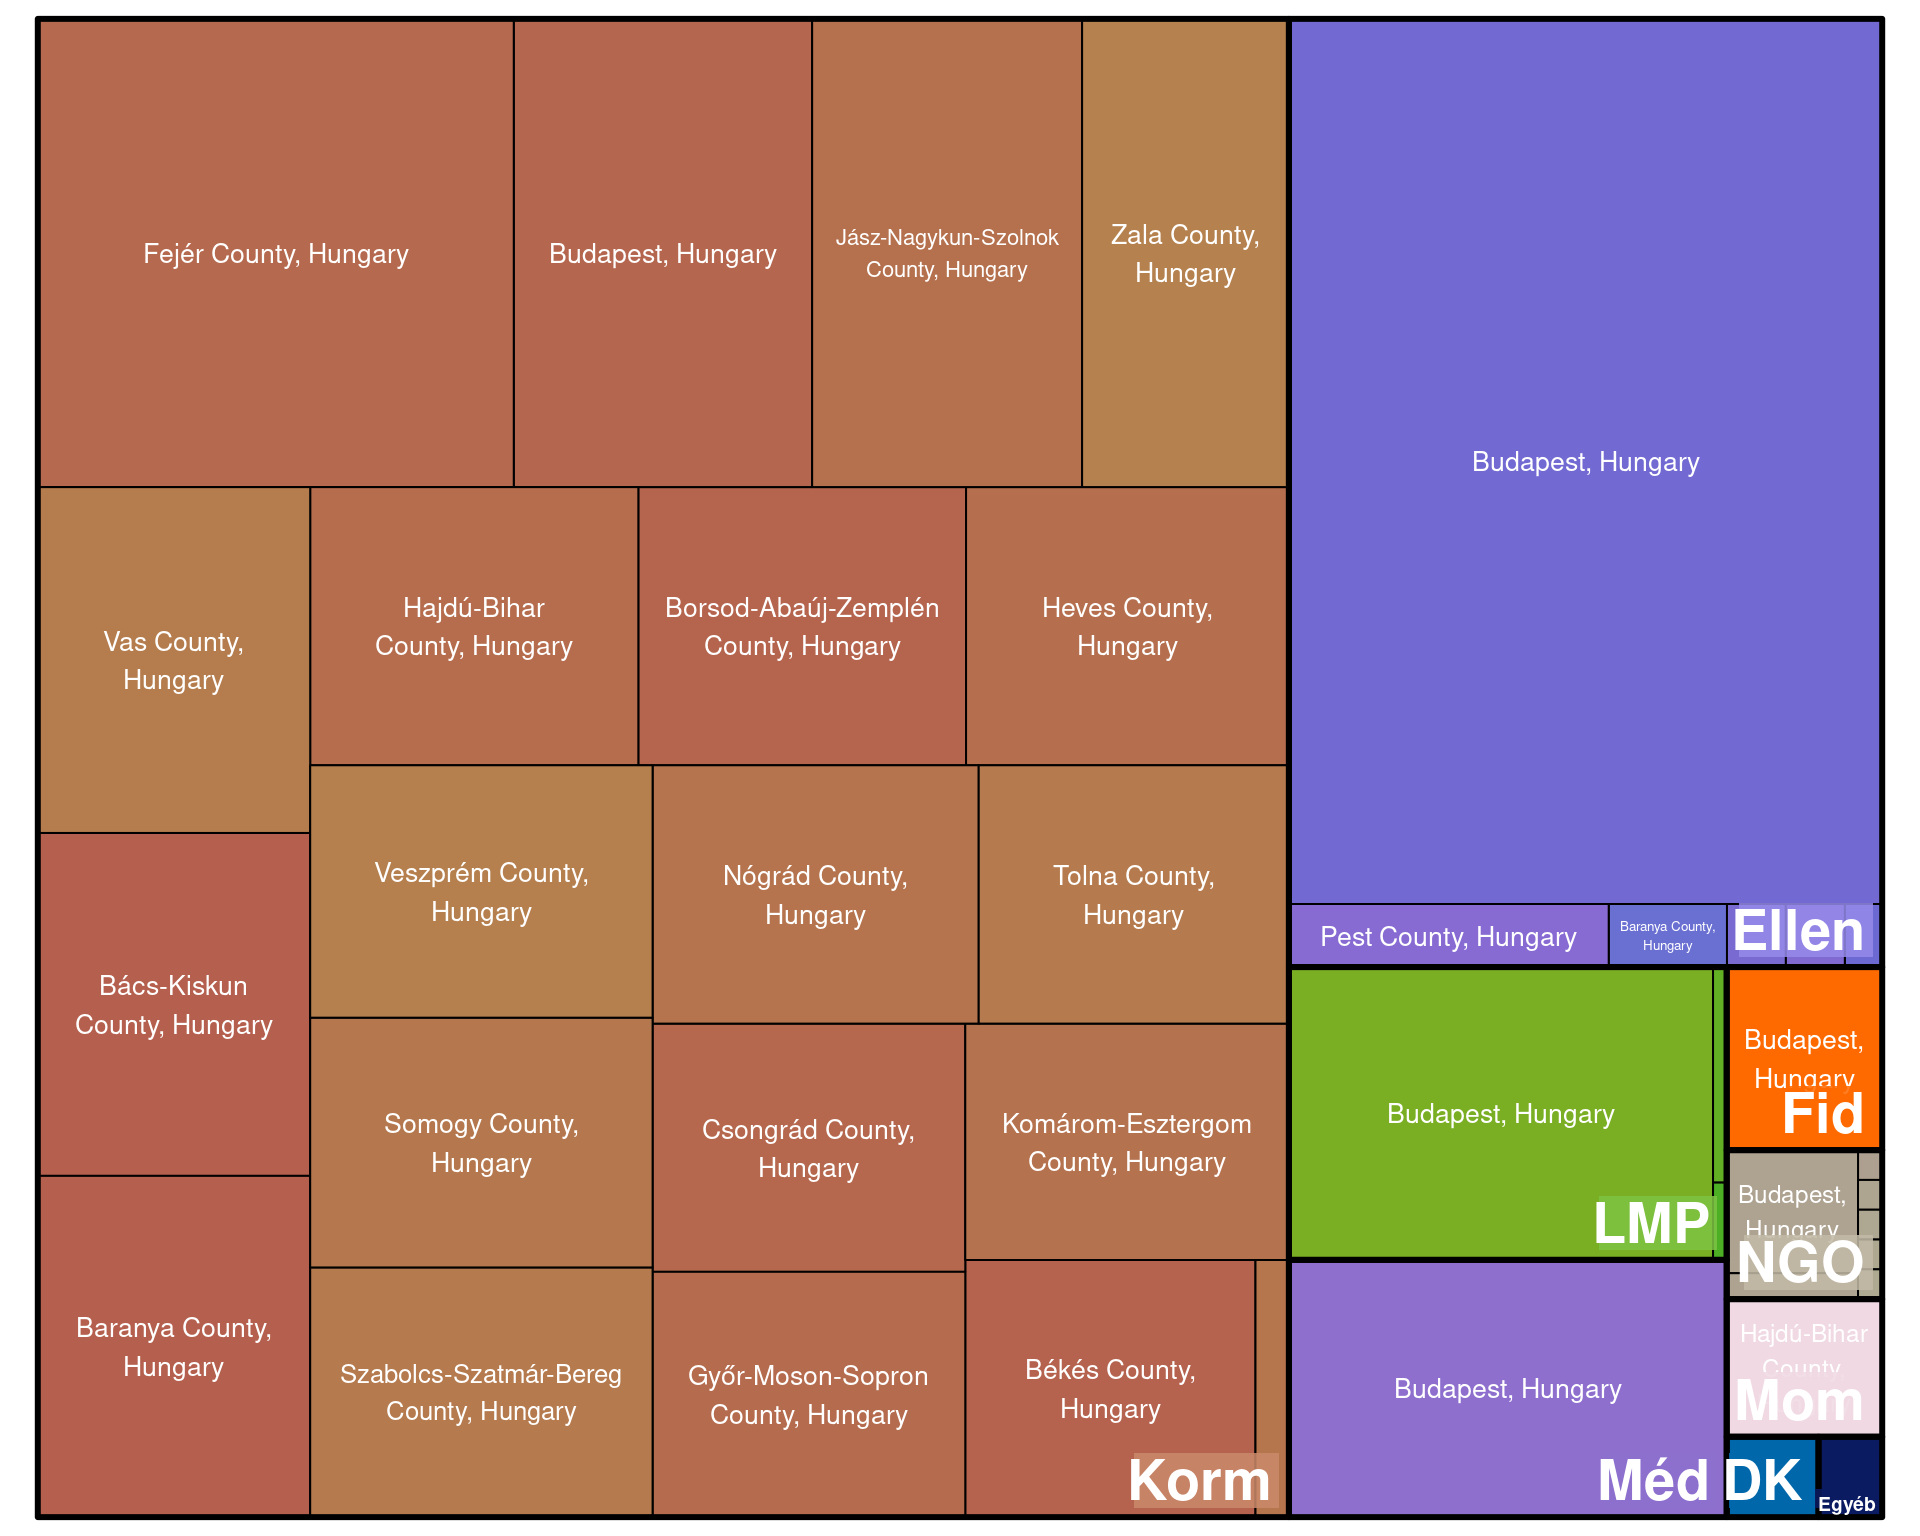 Fejér County, Hungary
Budapest, Hungary
Jász-Nagykun-Szolnok
County, Hungary
Zala County,
Hungary
Budapest, Hungary
Vas County,
Hungary
Hajdú-Bihar
County, Hungary
Borsod-Abaúj-Zemplén
County, Hungary
Heves County,
Hungary
Veszprém County,
Hungary
Nógrád County,
Hungary
Tolna County,
Hungary
Pest County, Hungary
Baranya County,
Hungary
Ellen
Bács-Kiskun
County, Hungary
Somogy County,
Hungary
Csongrád County,
Hungary
Komárom-Esztergom
County, Hungary
Budapest, Hungary
LMP
Budapest,
Hungary
Fid
Budapest,
Hungary
NGO
Baranya County,
Hungary
Szabolcs-Szatmár-Bereg
County, Hungary
Győr-Moson-Sopron
County, Hungary
Békés County,
Hungary
Korm
Budapest, Hungary
Méd
Hajdú-Bihar
County
Mom
DK
Egyéb